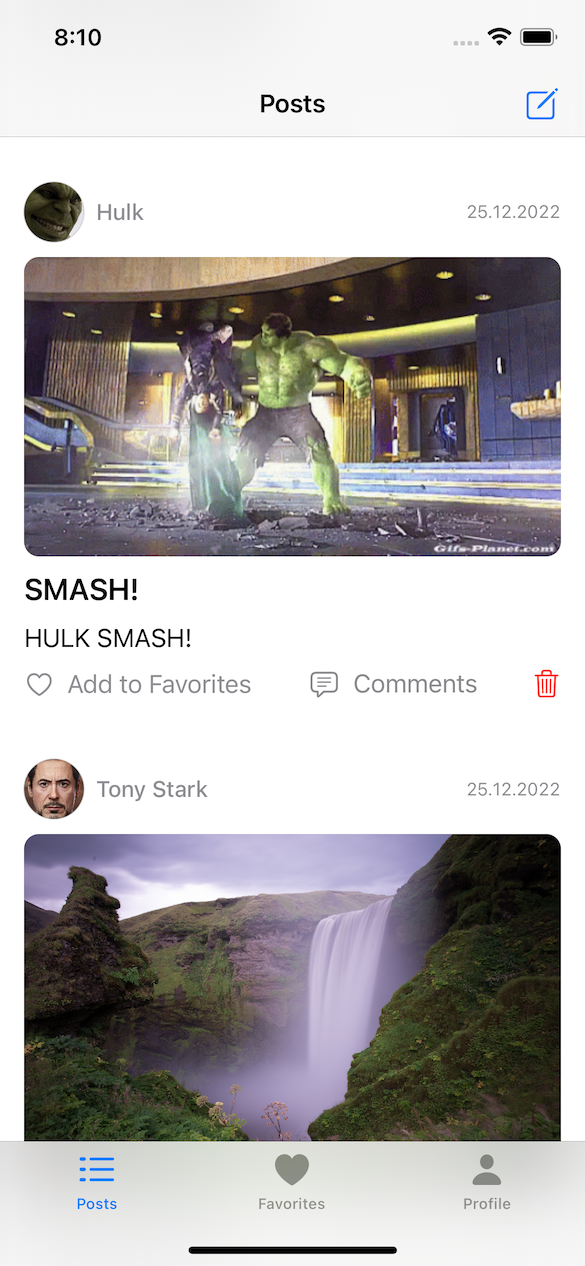 8:10
Posts
Hulk
25.12.2022
Gifs-Planet.com
SMASH!
HULK SMASH!
Add to Favorites
Comments
Tony Stark
25.12.2022
Posts
Favorites
Profile